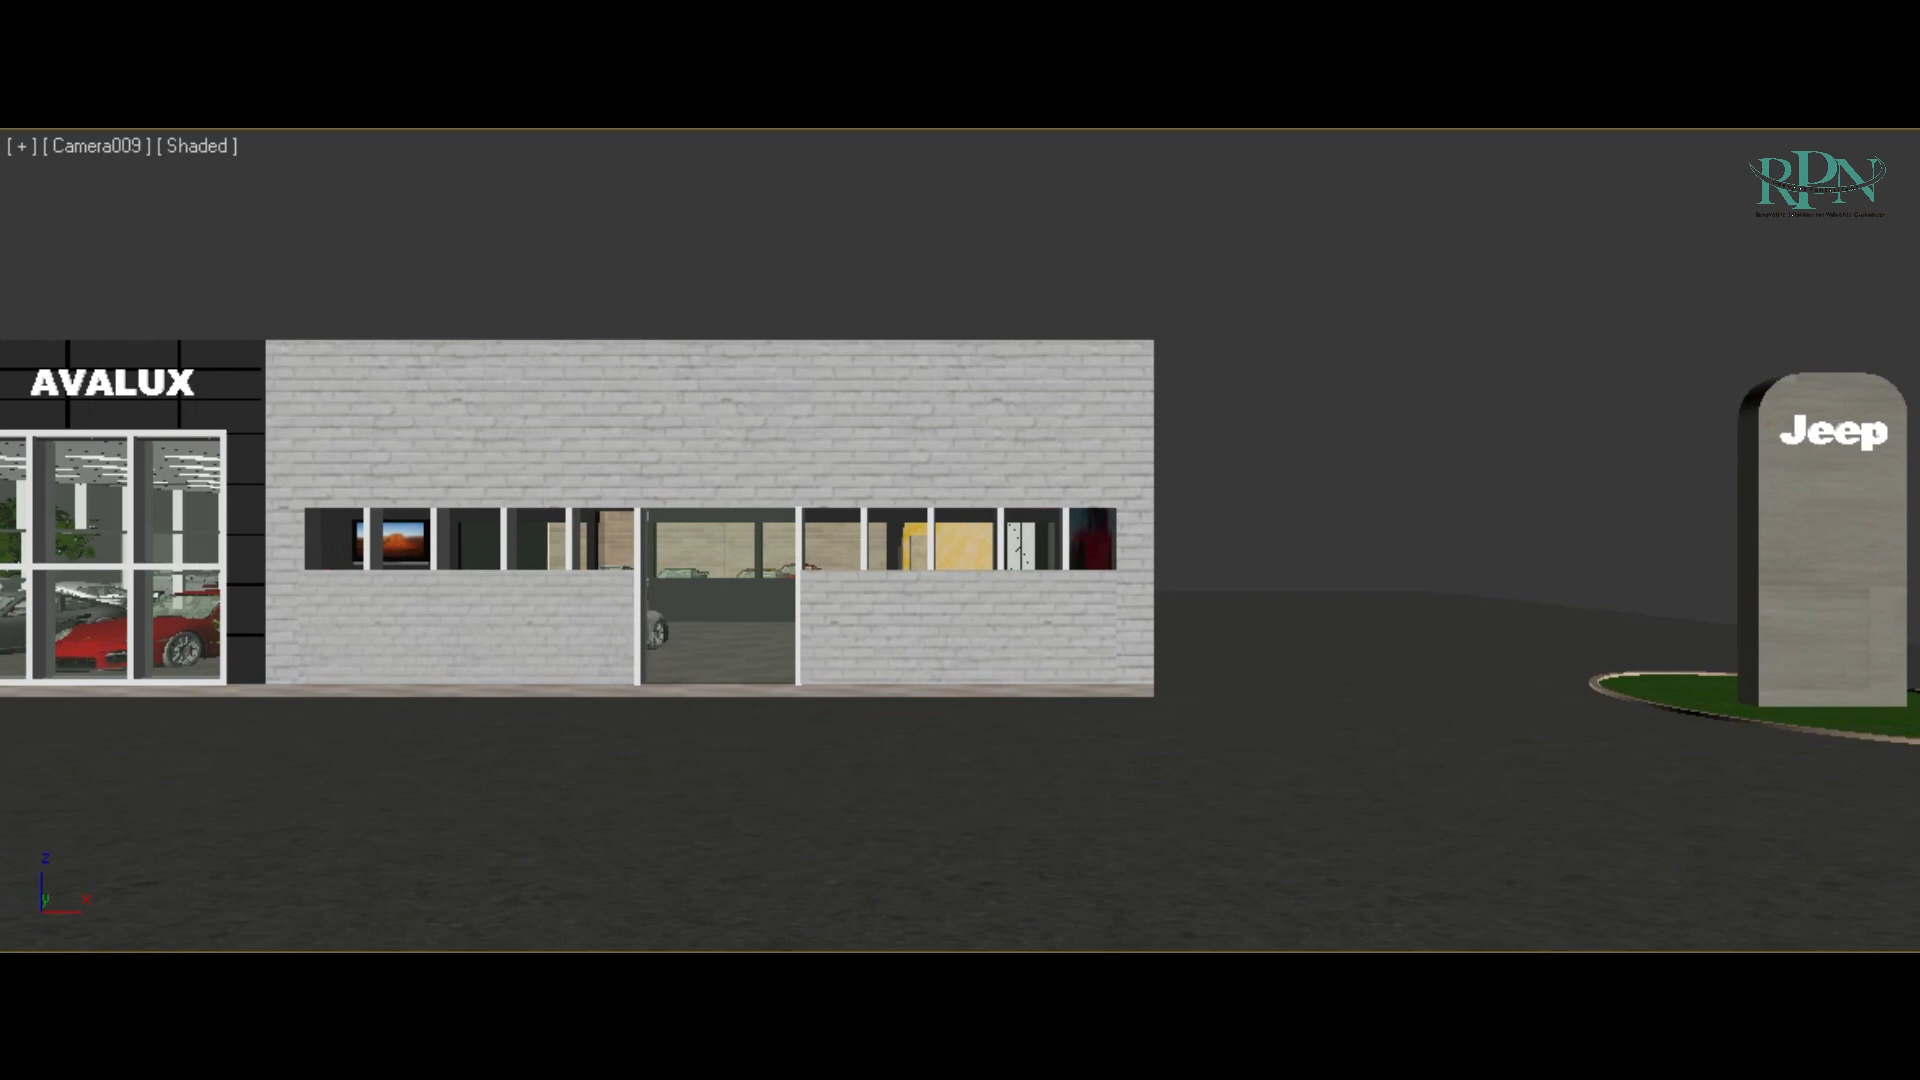 [ + ] [ Camera009 ] [ Shaded ]
RPN
AVALUX
Jeep
z
y
x